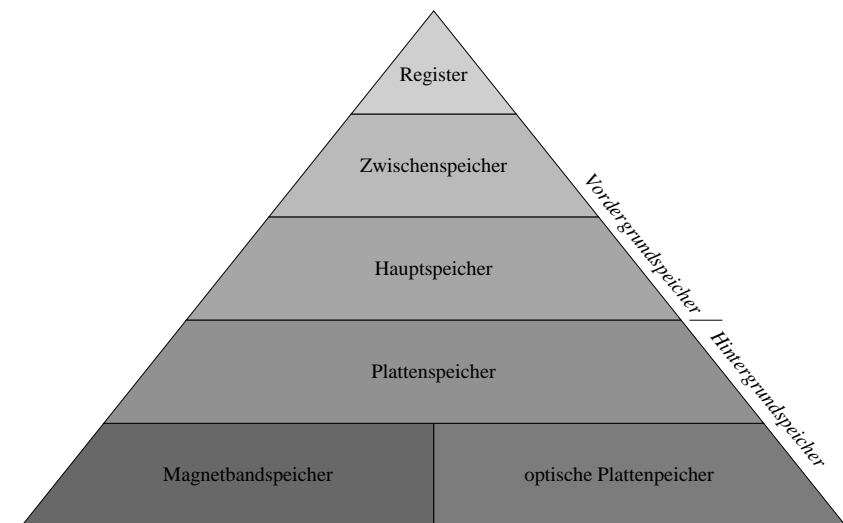 Register
Zwischenspeicher
Vordergrundspeicher
Hauptspeicher
Hintergrundspeicher
Plattenspeicher
Magnetbandspeicher
optische Plattenpeicher